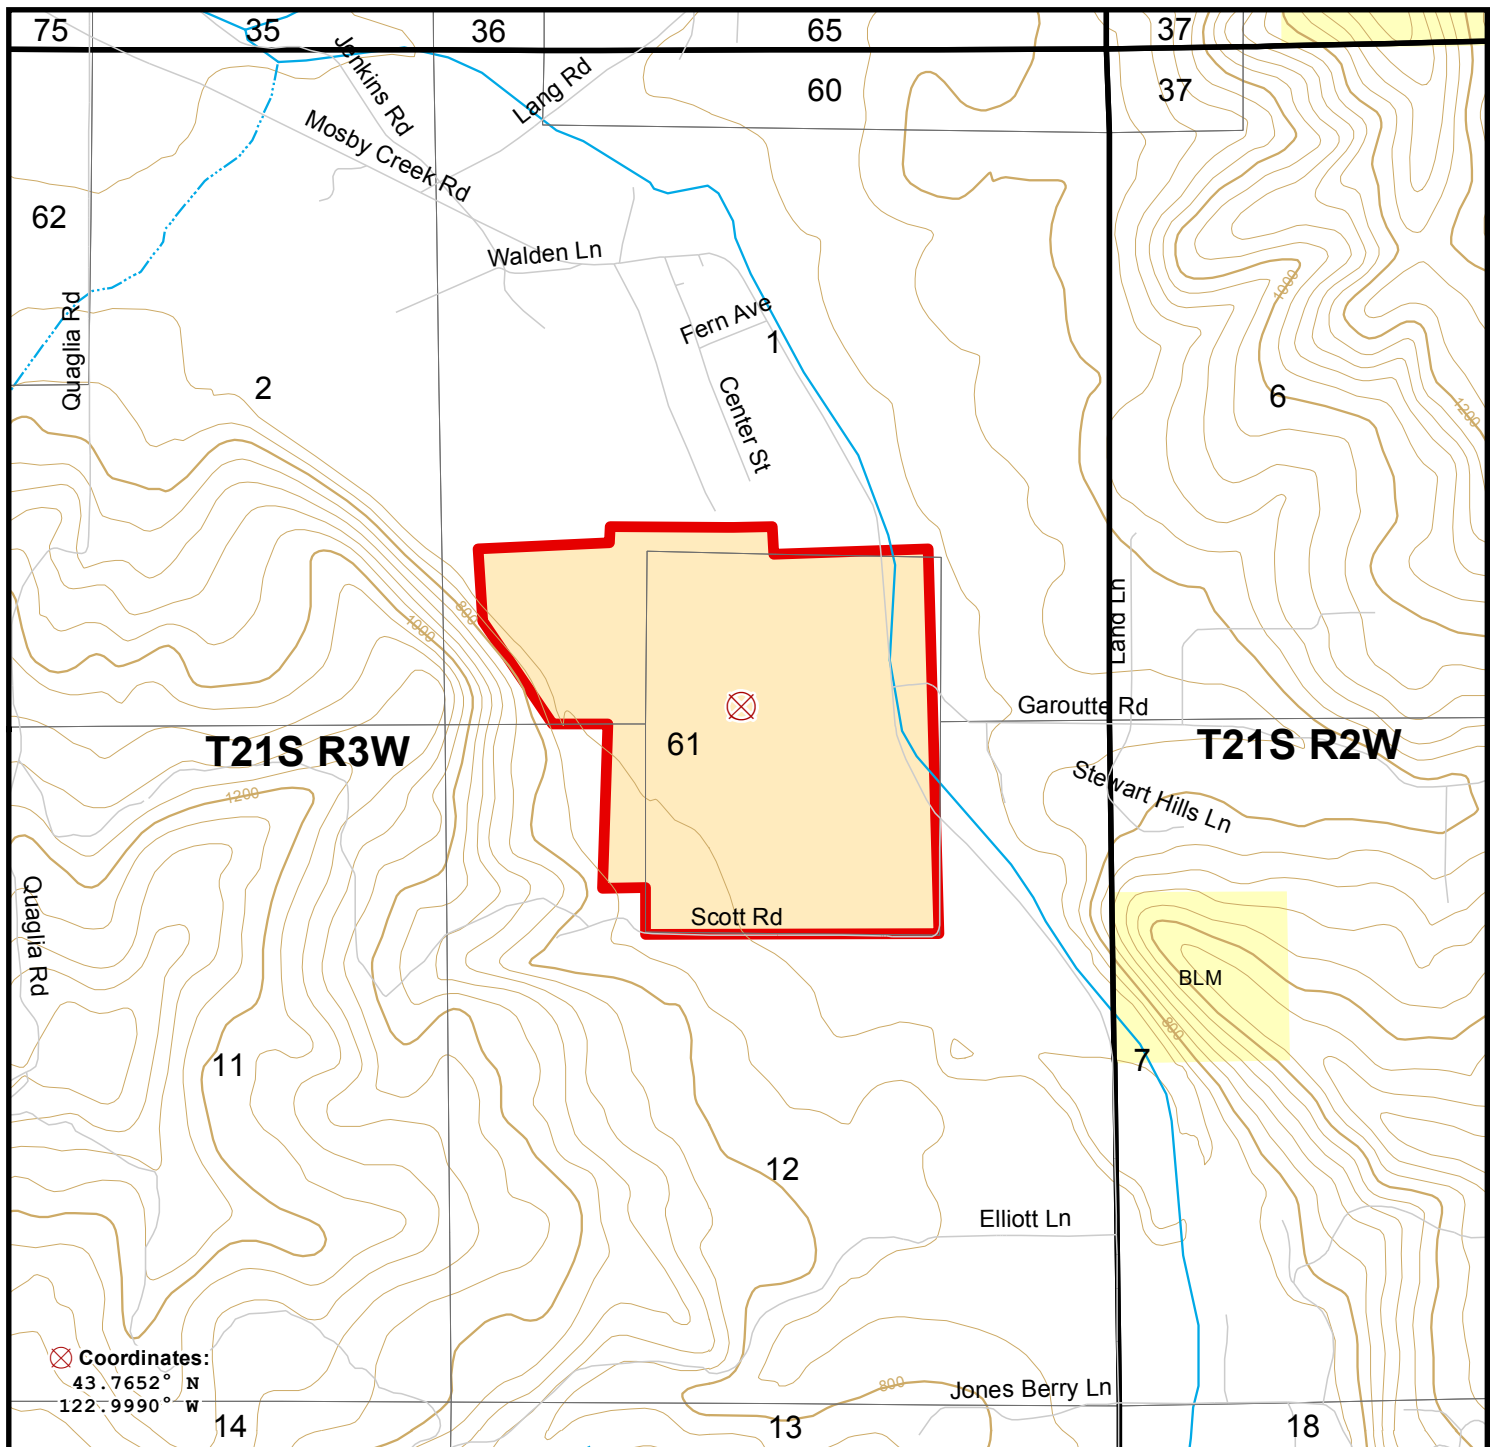 75
35
36
65
37
60
37
Jenkins Rd
Lang Rd
Mosby Creek Rd
62
Walden Ln
1000
Quaglia Rd
Fern Ave
1
2
Center St
6
1200
800
1000
Land Ln
Garoutte Rd
61
T21S R3W
T21S R2W
Stewart Hills Ln
1200
Quaglia Rd
Scott Rd
BLM
800
7
11
12
Elliott Ln
Coordinates:
43.7652° N
122.9990° W
800
Jones Berry Ln
14
13
18